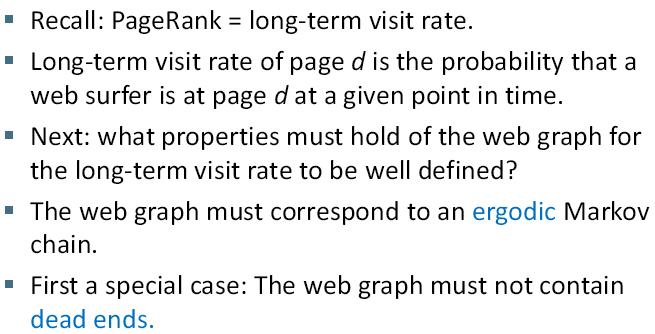 ▪ Recall: PageRank = long-term visit rate.
▪ Long-term visit rate of page d is the probability that a
web surfer is at page d at a given point in time.
▪ Next: what properties must hold of the web graph for
the long-term visit rate to be well defined?
▪ The web graph must correspond to an ergodic Markov
chain.
▪ First a special case: The web graph must not contain
dead ends.